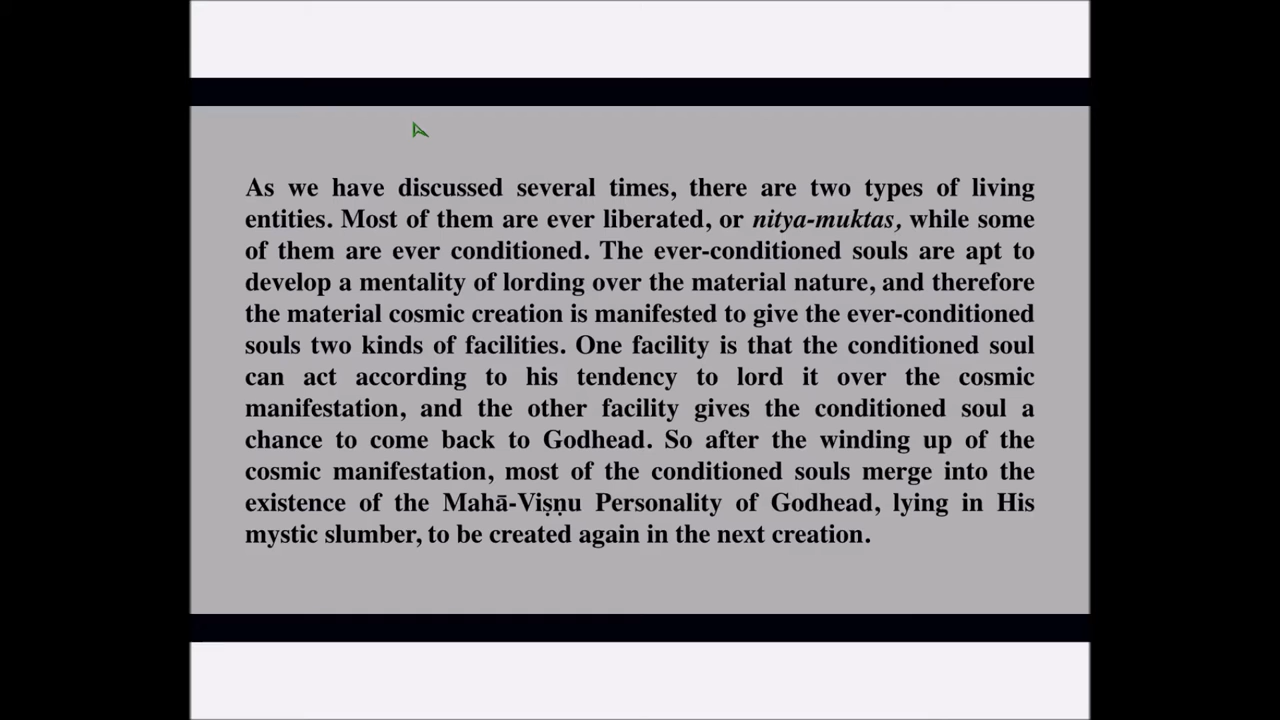 As we have discussed several times, there are two types of living
entities. Most of them are ever liberated, or nitya-muktas, while some
of them are ever conditioned. The ever-conditioned souls are apt to
develop a mentality of lording over the material nature, and therefore
the material cosmic creation is manifested to give the ever-conditioned
souls two kinds of facilities. One facility is that the conditioned soul
can act according to his tendency to lord it over the cosmic
manifestation, and the other facility gives the conditioned soul a
chance to come back to Godhead. So after the winding up of the
cosmic manifestation, most of the conditioned souls merge into the
existence of the Mahā-Viṣṇu Personality of Godhead, lying in His
mystic slumber, to be created again in the next creation.